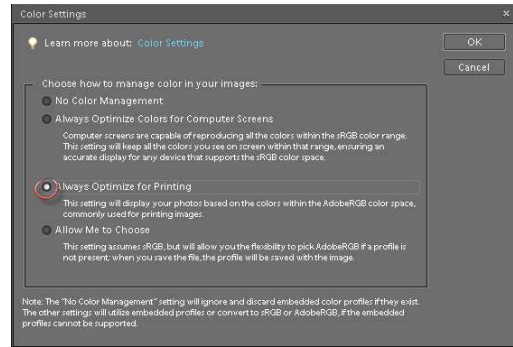 Color Settings
Learn more about: Color Settings
OK
Cancel
Choose how to manage color in your images:
No Color Management
Always Optimize Colors for Computer Screens
Computer screens are capable of reproducing all the colors within the sRGB color range.
This setting will keep all the colors you see on screen within that range, ensuring an
accurate display for any device that supports the sRGB color space.
Always Optimize for Printing
This setting will display your photos based on the colors within the AdobeRGB color space,
commonly used for printing images.
Allow Me to Choose
This setting assumes sRGB, but will allow you the flexibility to pick AdobeRGB if a profile is
not present; when you save the file, the profile will be saved with the image.
Note: The "No Color Management" setting will ignore and discard embedded color profiles if they exist.
The other settings will utilize embedded profiles or convert to sRGB or AdobeRGB, if the embedded
profiles cannot be supported.